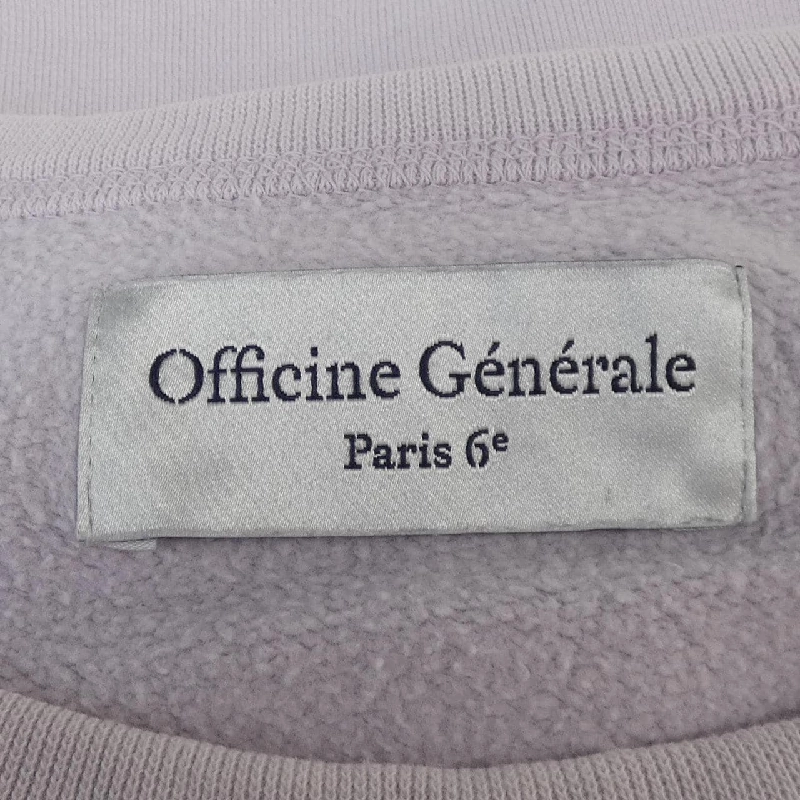 Officine Générale
Paris 6ᵉ